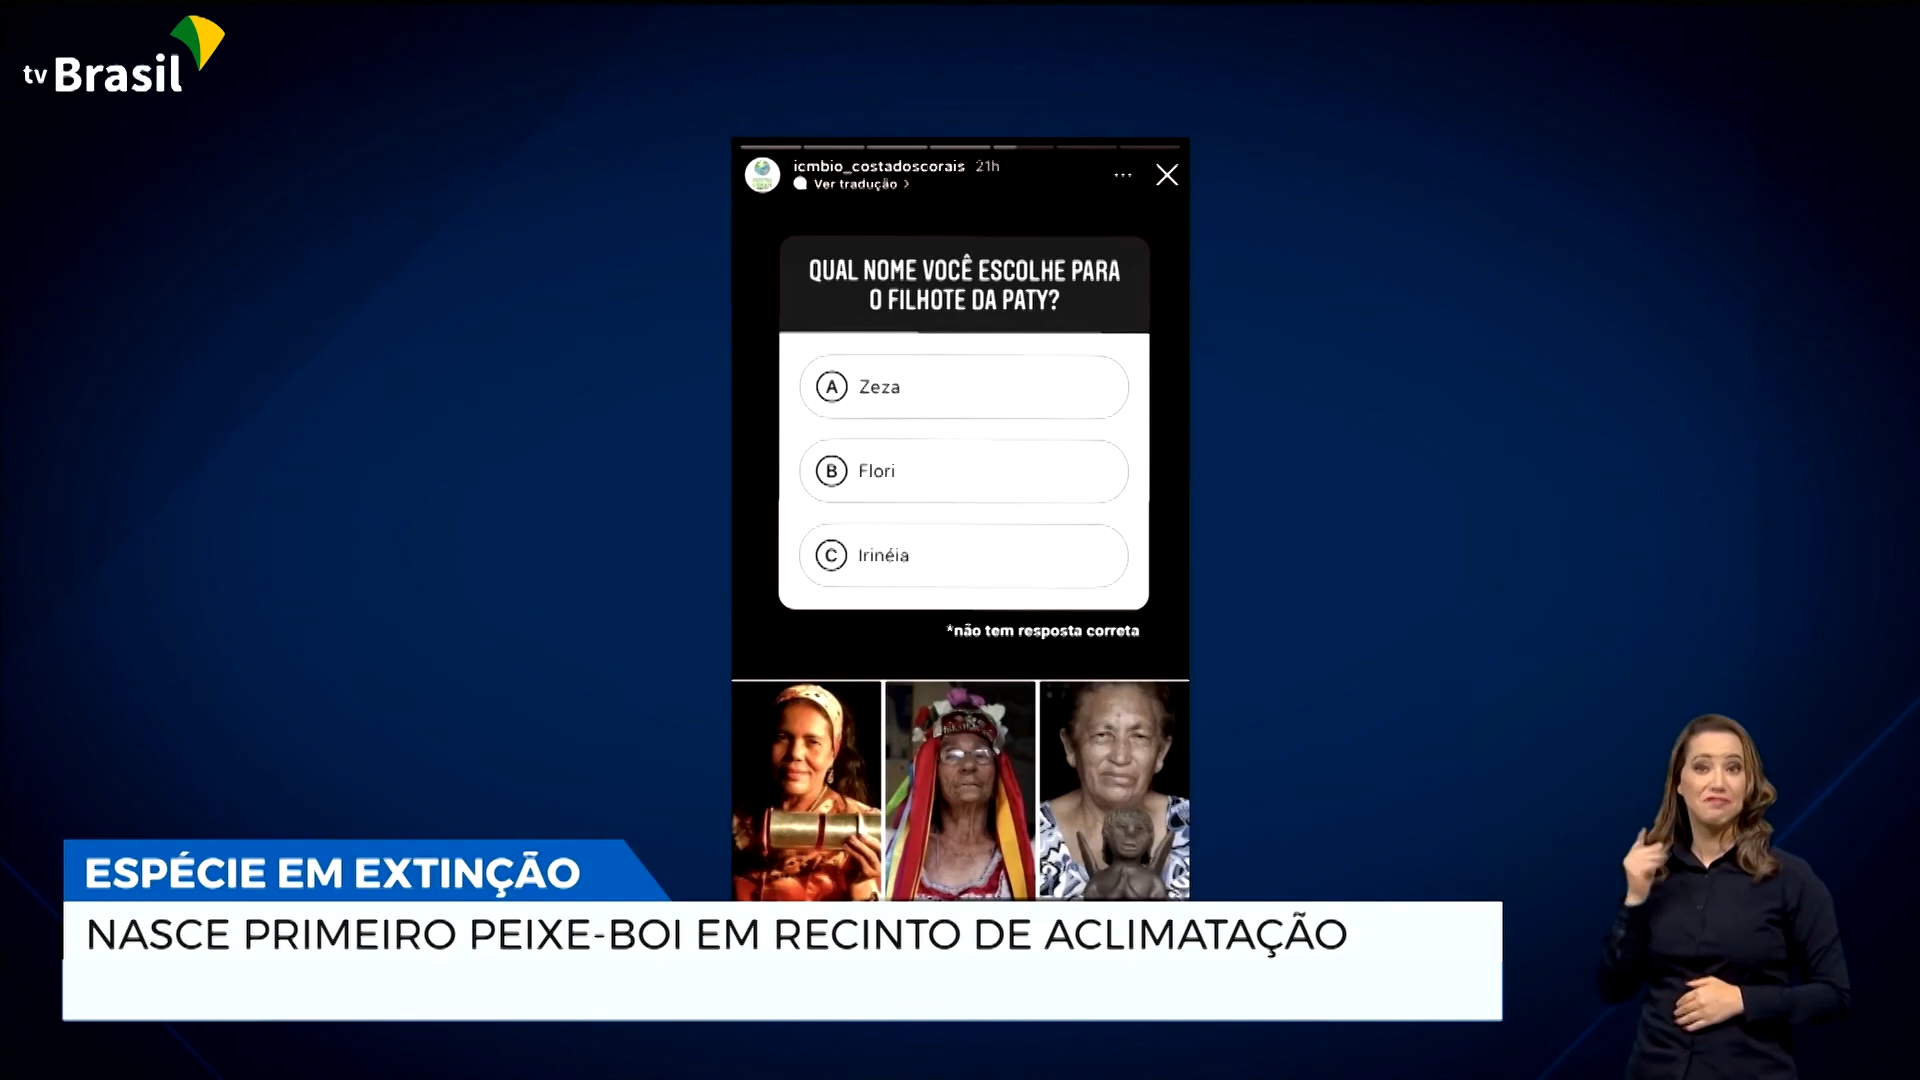 tv Brasil
icmbio_costadoscorais 21h
Ver tradução
QUAL NOME VOCÊ ESCOLHE PARA
O FILHOTE DA PATY?
A Zeza
B Flori
C Irinéia
*não tem resposta correta
ESPÉCIE EM EXTINÇÃO
NASCE PRIMEIRO PEIXE-BOI EM RECINTO DE ACLIMATAÇÃO